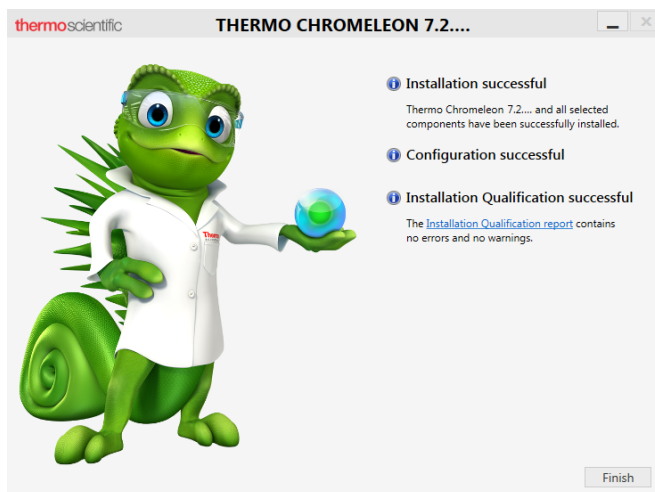 thermoscientific
THERMO CHROMELEON 7.2....
Installation successful
Thermo Chromeleon 7.2.... and all selected
components have been successfully installed.
Configuration successful
Installation Qualification successful
The Installation Qualification report contains
no errors and no warnings.
Thermo
Finish